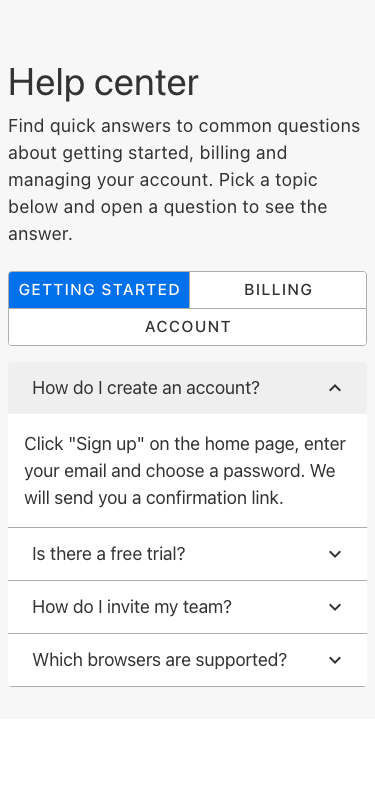 Help center
Find quick answers to common questions
about getting started, billing and
managing your account. Pick a topic
below and open a question to see the
answer.
GETTING STARTED
BILLING
ACCOUNT
How do I create an account?
Click "Sign up" on the home page, enter
your email and choose a password. We
will send you a confirmation link.
Is there a free trial?
How do I invite my team?
Which browsers are supported?